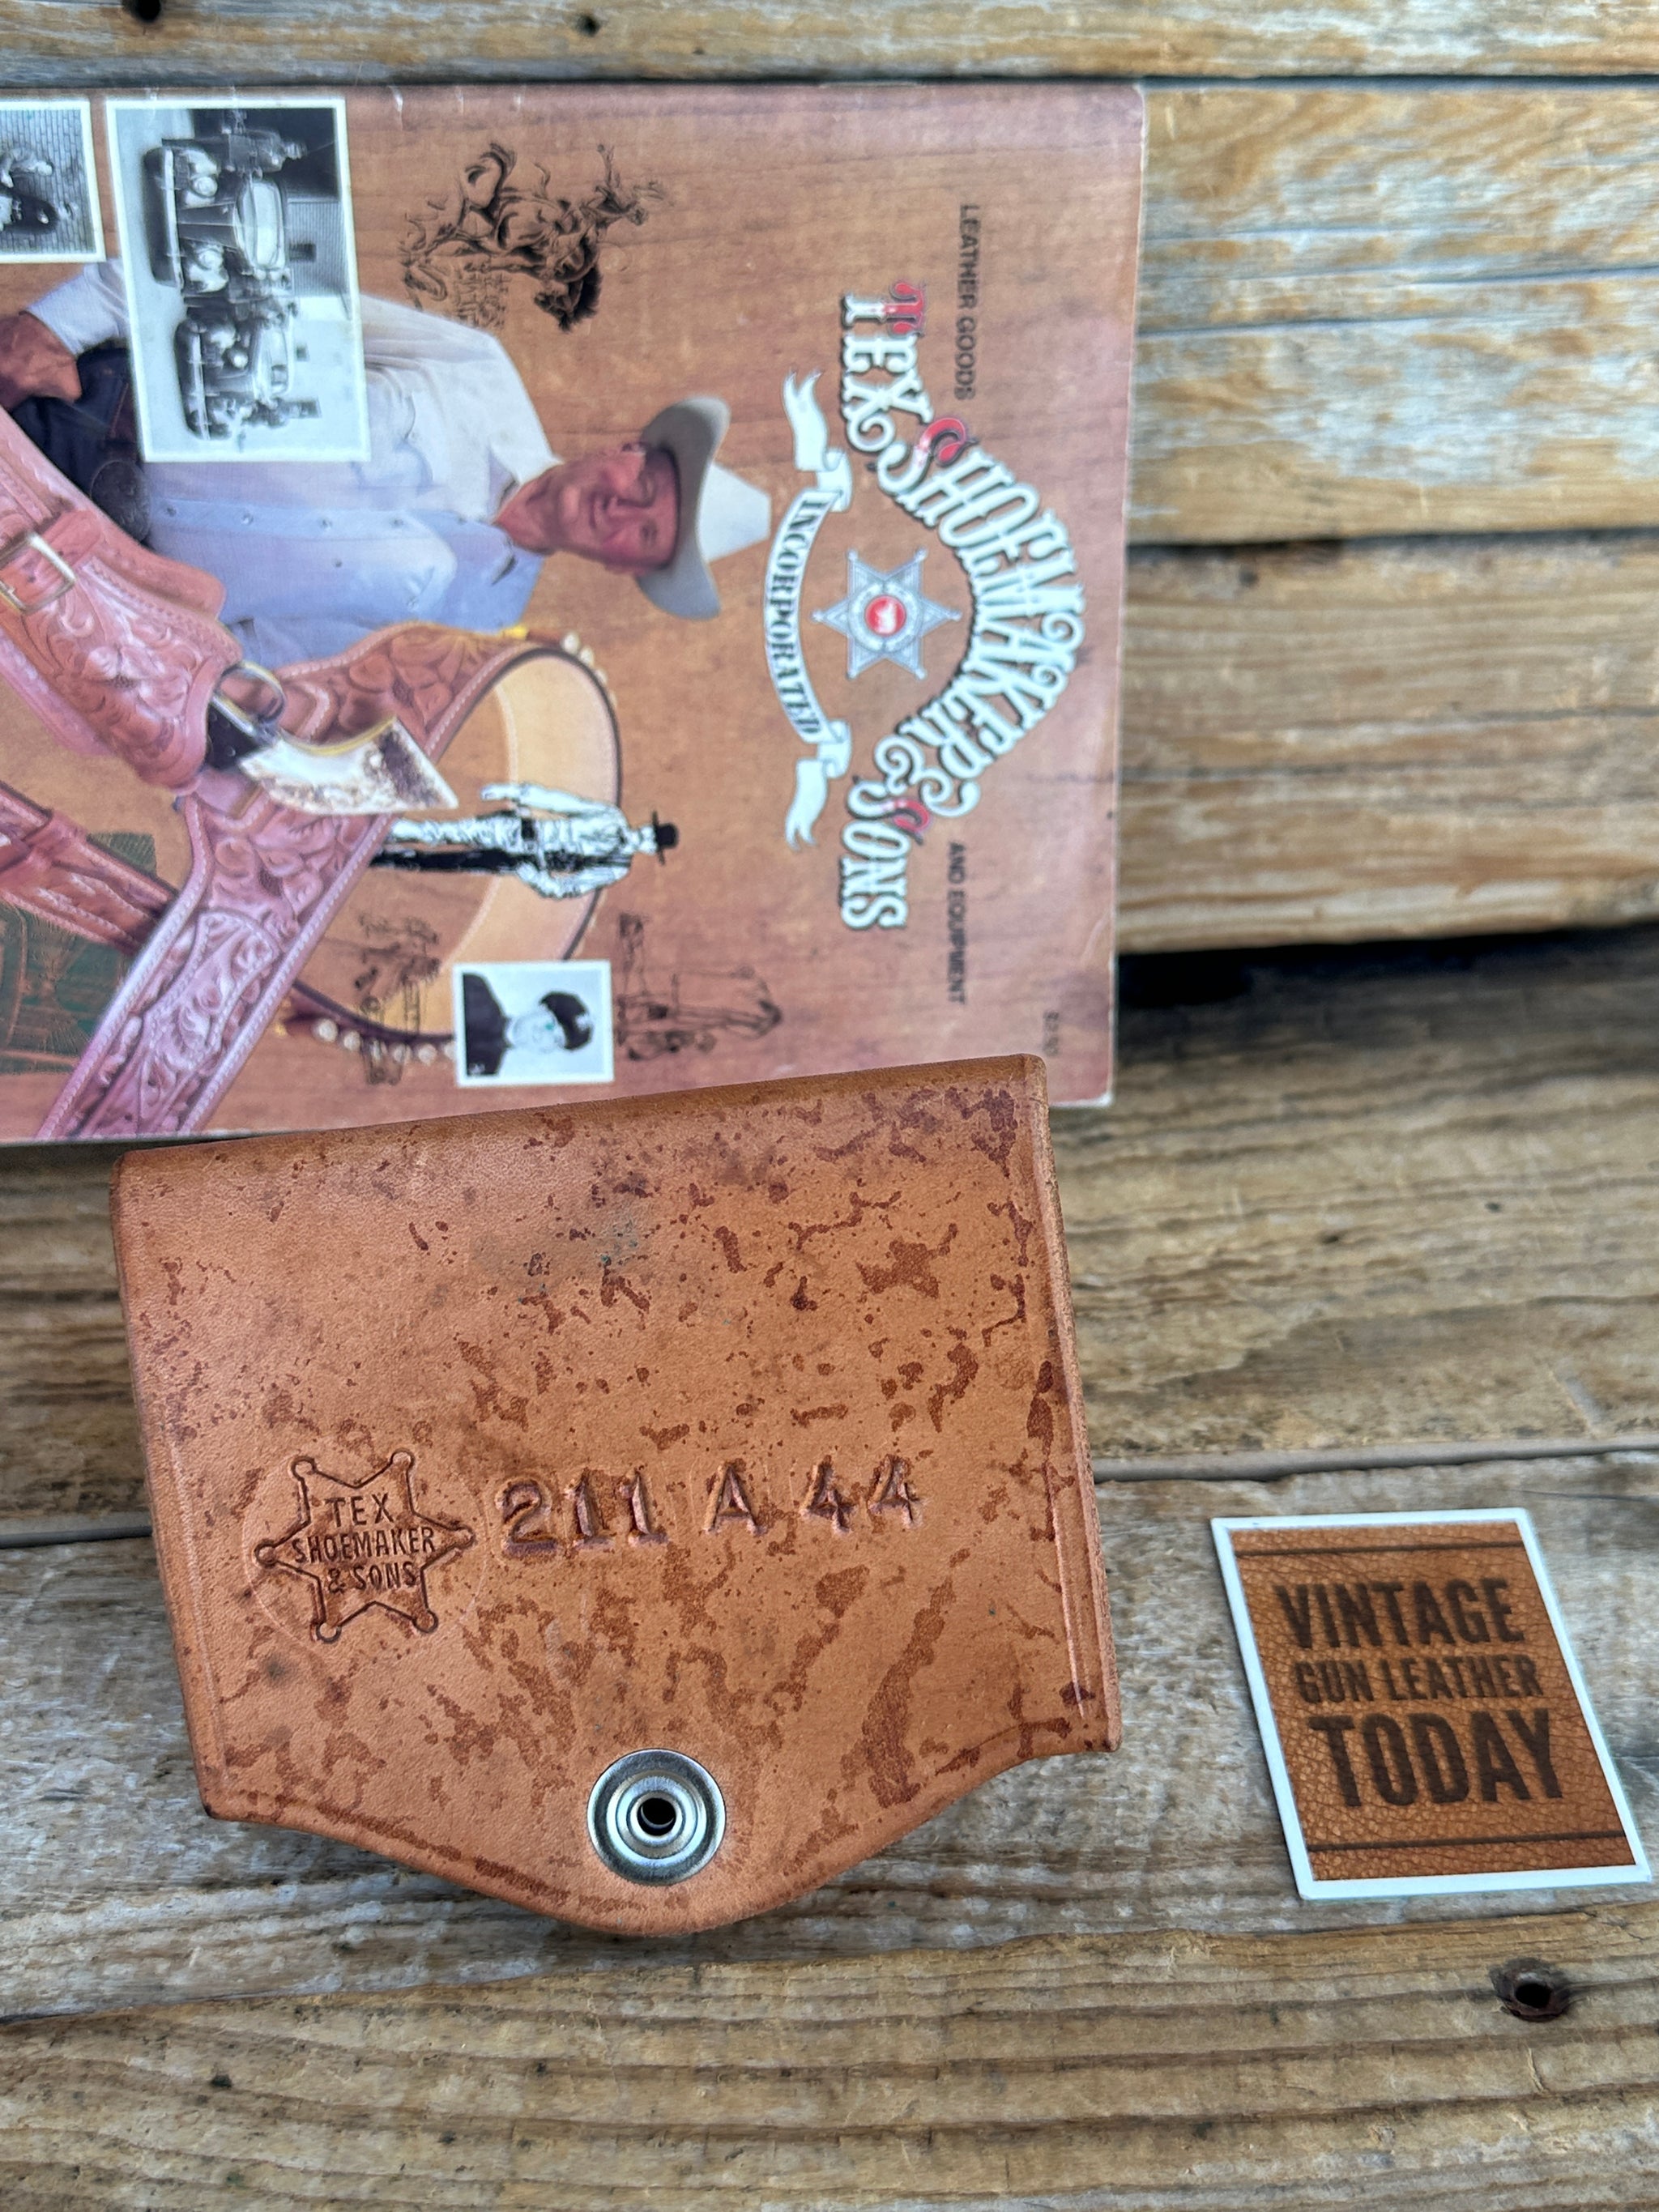 LEATHER GOODS
AND EQUIPMENT
TEX SHOEMAKER & SONS
INCORPORATED
TEX
SHOEMAKER
& SONS
211 A 44
VINTAGE
GUN LEATHER
TODAY